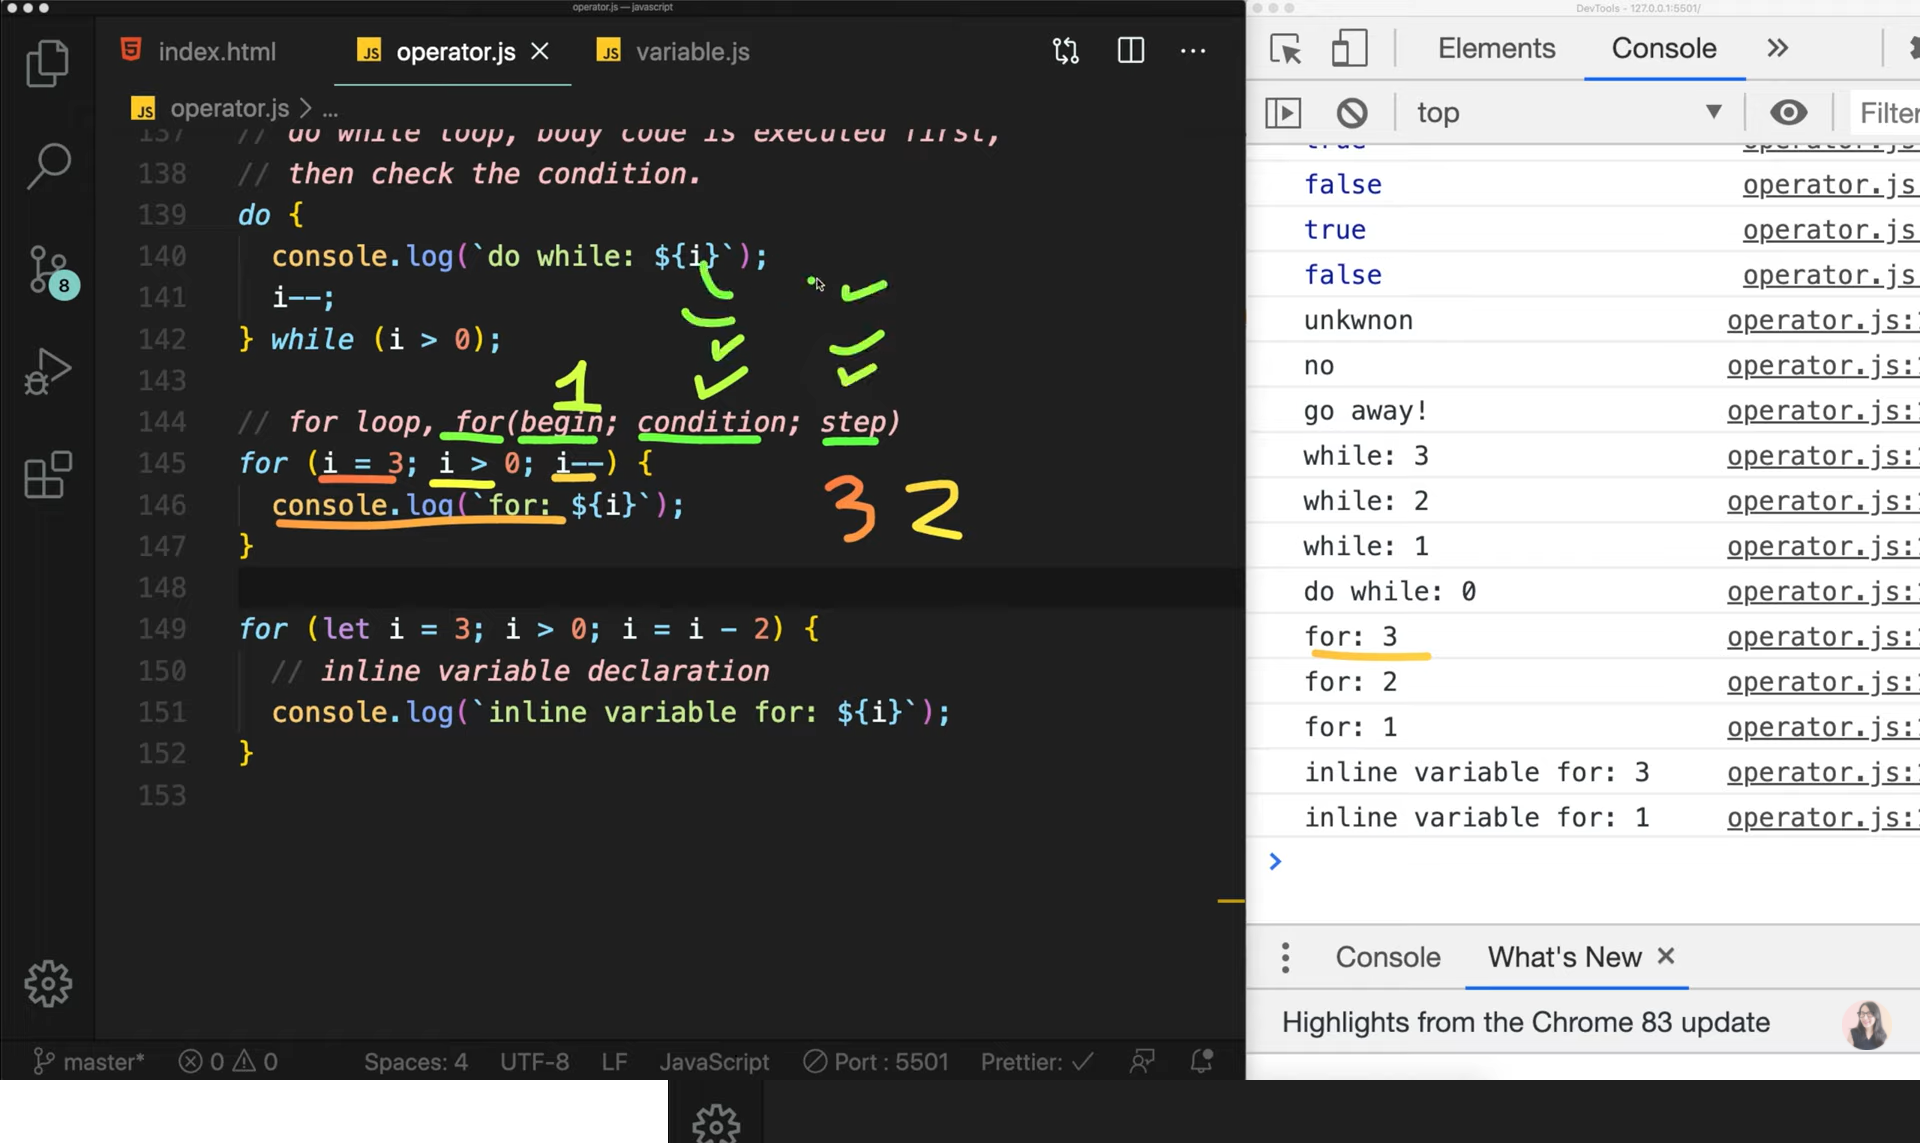 operator.js — javascript
index.html
JS operator.js ×
JS variable.js
JS operator.js > ...
137 // do while loop, body code is executed first,
138 // then check the condition.
139 do {
140 console.log(`do while: ${i}`);
141 i--;
142 } while (i > 0);
143
1
144 // for loop, for(begin; condition; step)
145 for (i = 3; i > 0; i--) {
146 console.log(`for: ${i}`);
3 2
147 }
148
149 for (let i = 3; i > 0; i = i - 2) {
150 // inline variable declaration
151 console.log(`inline variable for: ${i}`);
152 }
153
8
master* 0 0 Spaces: 4 UTF-8 LF JavaScript Port : 5501 Prettier: ✓
DevTools - 127.0.0.1:5501/
Elements Console »
top ▼ Filter
true operator.js
false operator.js
true operator.js
false operator.js
unkwnon operator.js:
no operator.js:
go away! operator.js:
while: 3 operator.js:
while: 2 operator.js:
while: 1 operator.js:
do while: 0 operator.js:
for: 3 operator.js:
for: 2 operator.js:
for: 1 operator.js:
inline variable for: 3 operator.js:
inline variable for: 1 operator.js:
>
Console What's New ×
Highlights from the Chrome 83 update